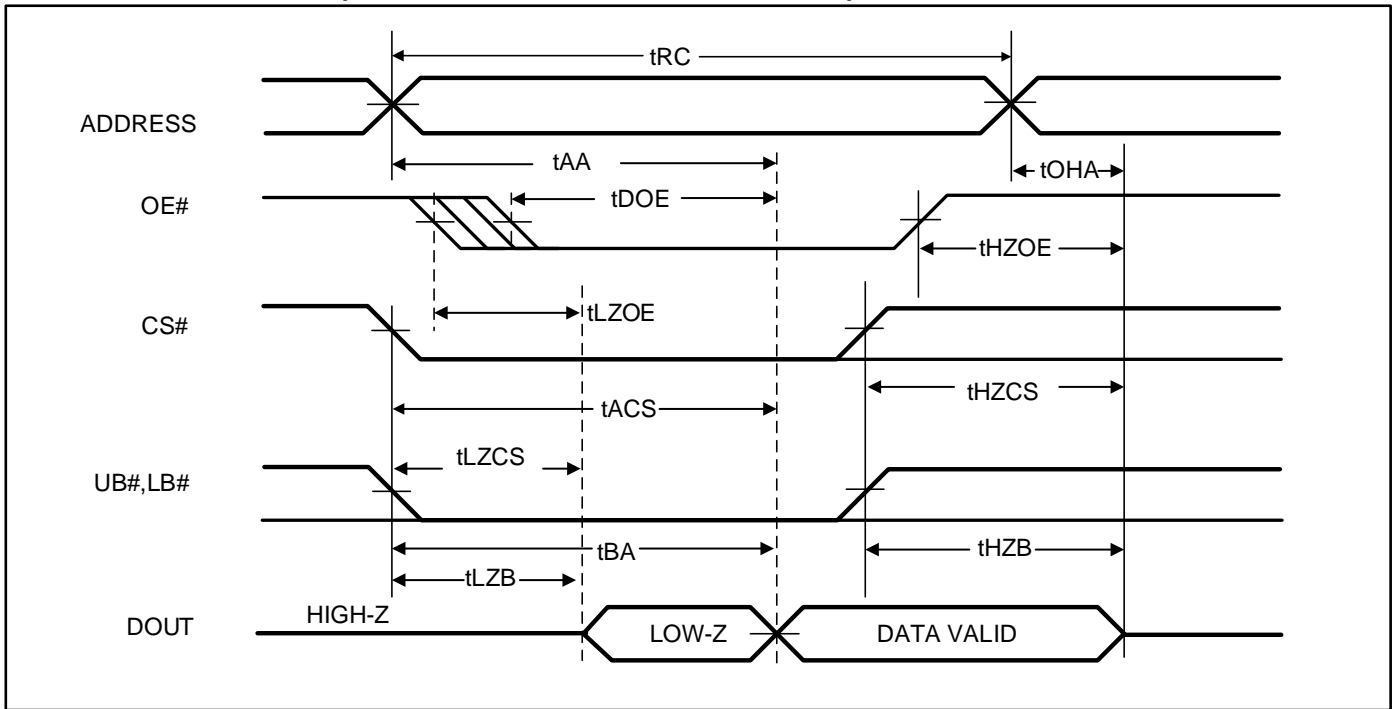 tRC
ADDRESS
tAA
tOHA
OE#
tDOE
tHZOE
tLZOE
CS#
tHZCS
tACS
tLZCS
UB#,LB#
tBA
tHZB
tLZB
HIGH-Z
DOUT
LOW-Z
DATA VALID